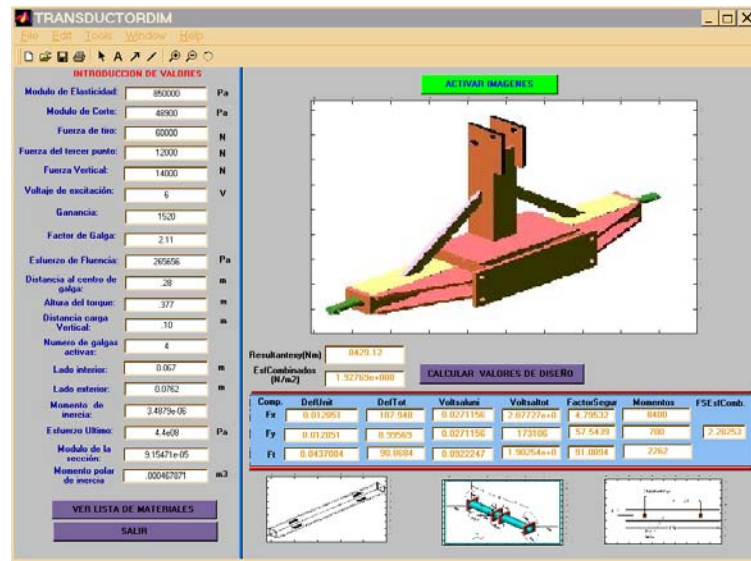 TRANSDUCTORDIM
File Edit Tools Window Help
INTRODUCCION DE VALORES
Modulo de Elasticidad: 850000 Pa
Modulo de Corte: 48900 Pa
Fuerza de tiro: 60000 N
Fuerza del tercer punto: 12000 N
Fuerza Vertical: 14000 N
Voltaje de excitación: 6 V
Ganancia: 1520
Factor de Galga: 2.11
Esfuerzo de Fluencia: 265656 Pa
Distancia al centro de galga: .28 m
Altura del torque: .377 m
Distancia carga Vertical: .10 m
Numero de galgas activas: 4
Lado interior: 0.067 m
Lado exterior: 0.0762 m
Momento de inercia: 3.4879e-06
Esfuerzo Ultimo: 4.4e08 Pa
Modulo de la sección: 9.15471e-05
Momento polar de inercia .000467871 m3
VER LISTA DE MATERIALES
SALIR
ACTIVAR IMAGENES
Resultantexy(Nm) 8429.12
EsfCombinados (N/m2) 1.92769e+008
CALCULAR VALORES DE DISEÑO
Comp. DefUnit DefTot Voltsaluni Voltsaltot FactorSegur Momentos FSEsfComb.
Fx 0.012851 107.948 0.0271156 2.07727e+0 4.79532 8400
Fy 0.012851 8.99569 0.0271156 173106 57.5439 700 2.28253
Ft 0.0437004 98.8684 0.0922247 1.90254e+0 91.0894 2262